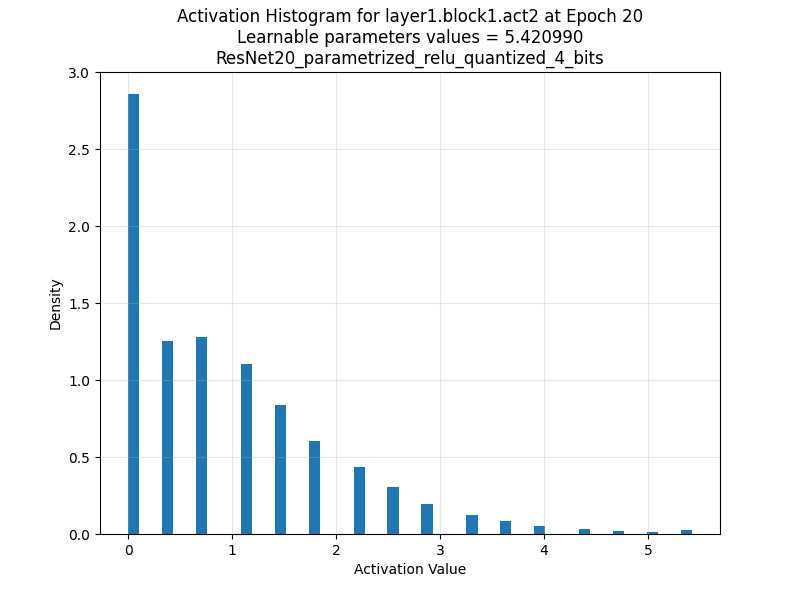 Activation Histogram for layer1.block1.act2 at Epoch 20
Learnable parameters values = 5.420990
ResNet20_parametrized_relu_quantized_4_bits
3.0
2.5
2.0
1.5
1.0
0.5
0.0
Density
0 1 2 3 4 5
Activation Value